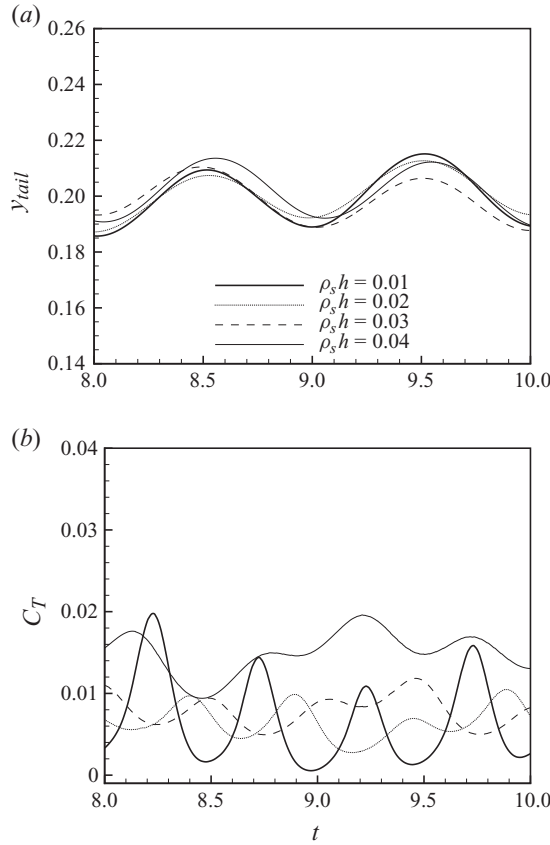 (a)
0.26
0.24
0.22
y_tail
0.20
0.18
0.16
0.14
ρ_s h = 0.01
ρ_s h = 0.02
ρ_s h = 0.03
ρ_s h = 0.04
8.0 8.5 9.0 9.5 10.0
(b)
0.04
0.03
C_T
0.02
0.01
0
8.0 8.5 9.0 9.5 10.0
t